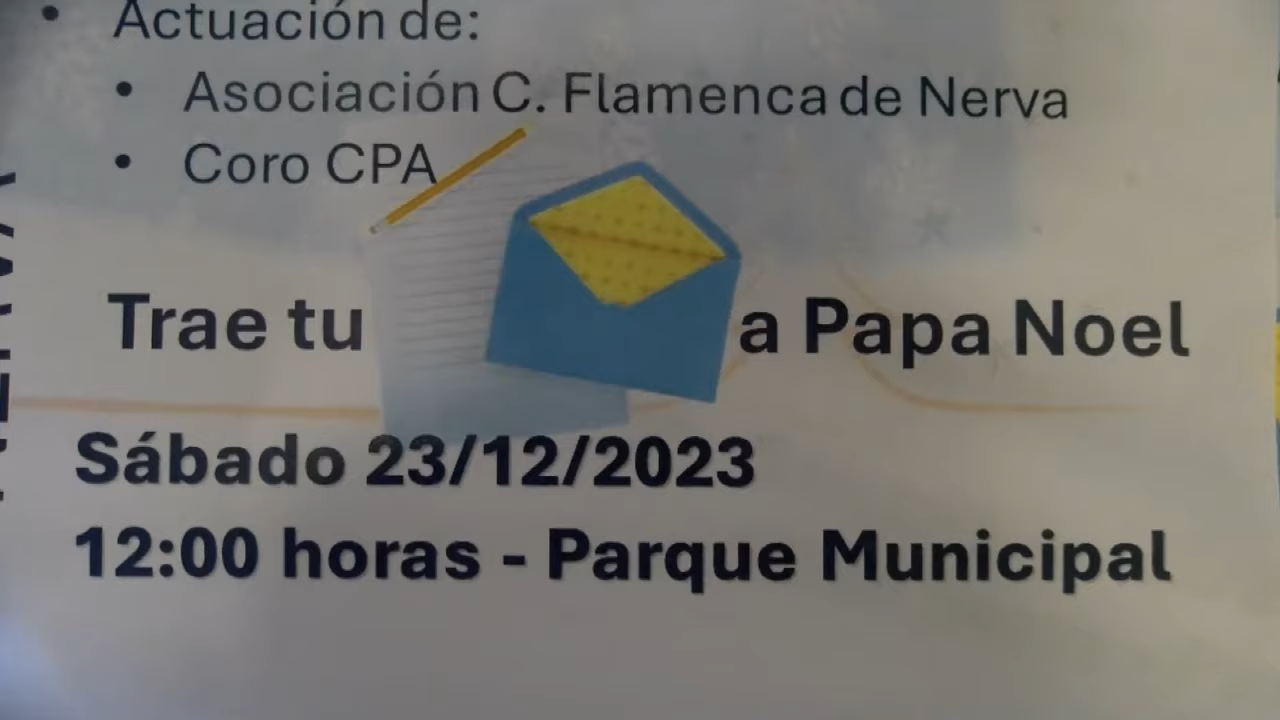 • Actuación de:
• Asociación C. Flamenca de Nerva
• Coro CPA
Trae tu a Papa Noel
Sábado 23/12/2023
12:00 horas - Parque Municipal